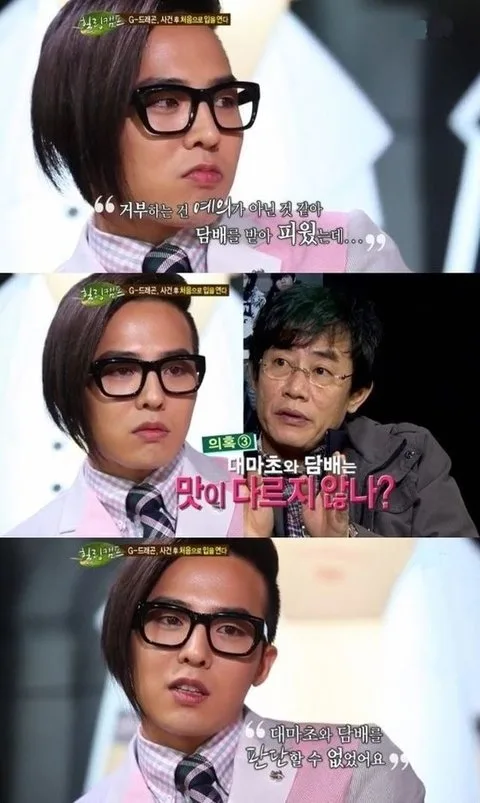 힐링캠프 G-드래곤, 사건 후 처음으로 입을 연다
“거부하는 건 예의가 아닌 것 같아
담배를 받아 피웠는데...”
힐링캠프 G-드래곤, 사건 후 처음으로 입을 연다
의혹 ③
대마초와 담배는
맛이 다르지 않나?
힐링캠프 G-드래곤, 사건 후 처음으로 입을 연다
“대마초와 담배를
판단할 수 없었어요”